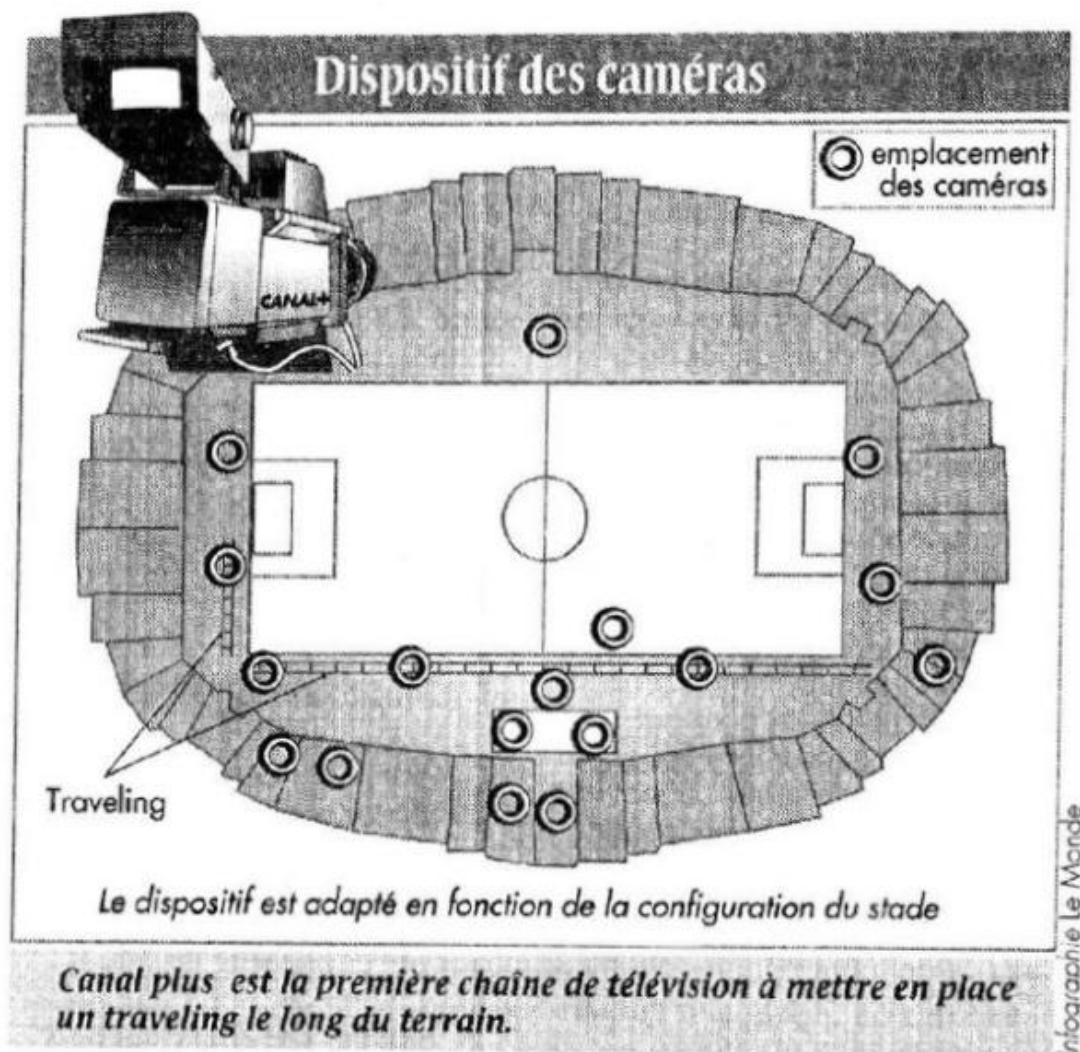 Dispositif des caméras
emplacement
des caméras
CANAL+
Traveling
Le dispositif est adapté en fonction de la configuration du stade
Canal plus est la première chaîne de télévision à mettre en place
un traveling le long du terrain.
Infographie Le Monde